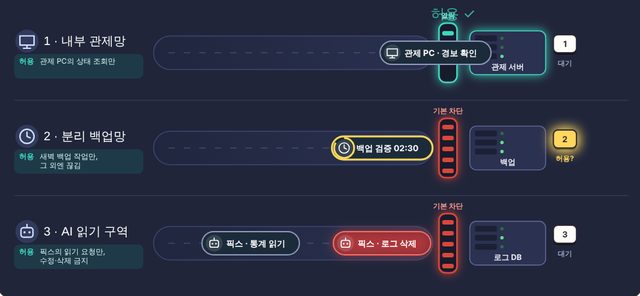 허용 ✓
열림
1 · 내부 관제망
허용 관제 PC의 상태 조회만
관제 PC · 경보 확인
관제 서버
1
대기
기본 차단
2 · 분리 백업망
허용 새벽 백업 작업만,
그 외엔 끊김
백업 검증 02:30
백업
2
허용?
기본 차단
3 · AI 읽기 구역
허용 픽스의 읽기 요청만,
수정·삭제 금지
픽스 · 통계 읽기
픽스 · 로그 삭제
로그 DB
3
대기